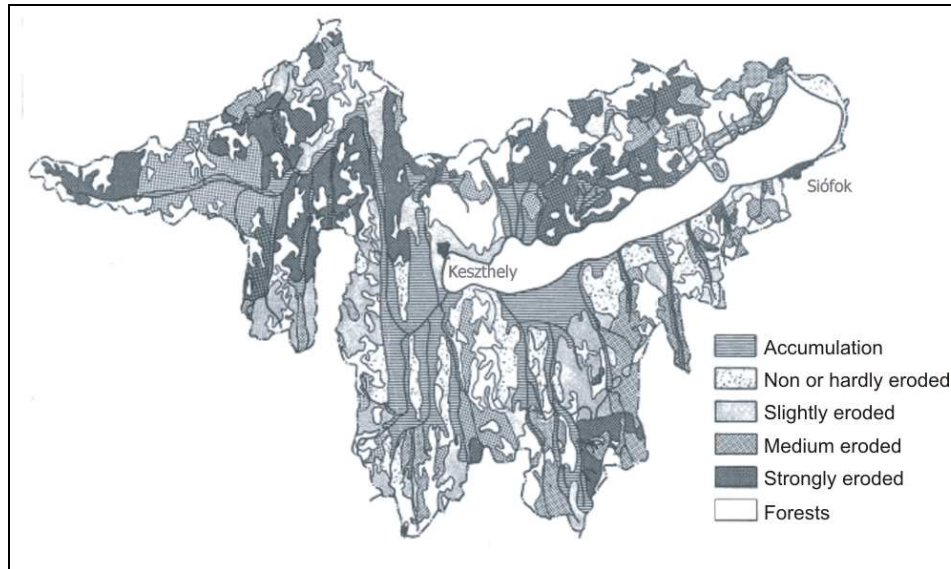 Siófok
Keszthely
Accumulation
Non or hardly eroded
Slightly eroded
Medium eroded
Strongly eroded
Forests